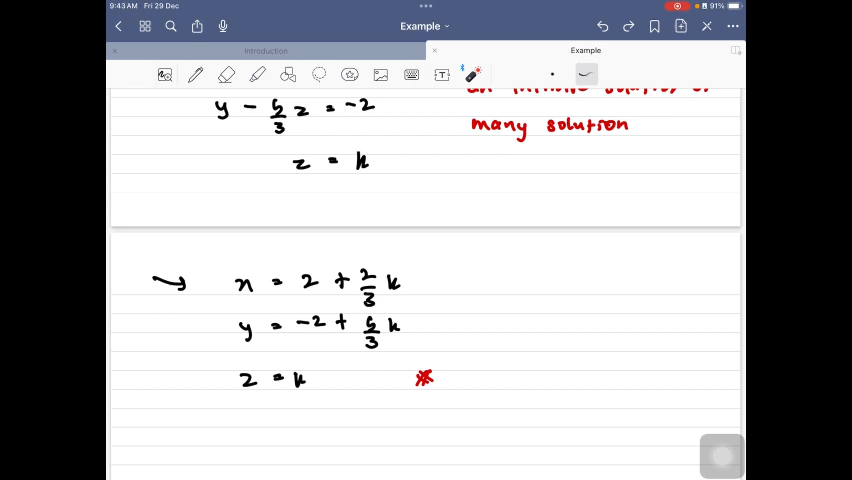 9:43 AM Fri 29 Dec
91%
Example
Introduction
Example
y - 5/3 z = -2
many solution
z = k
x = 2 + 2/3 k
y = -2 + 5/3 k
z = k